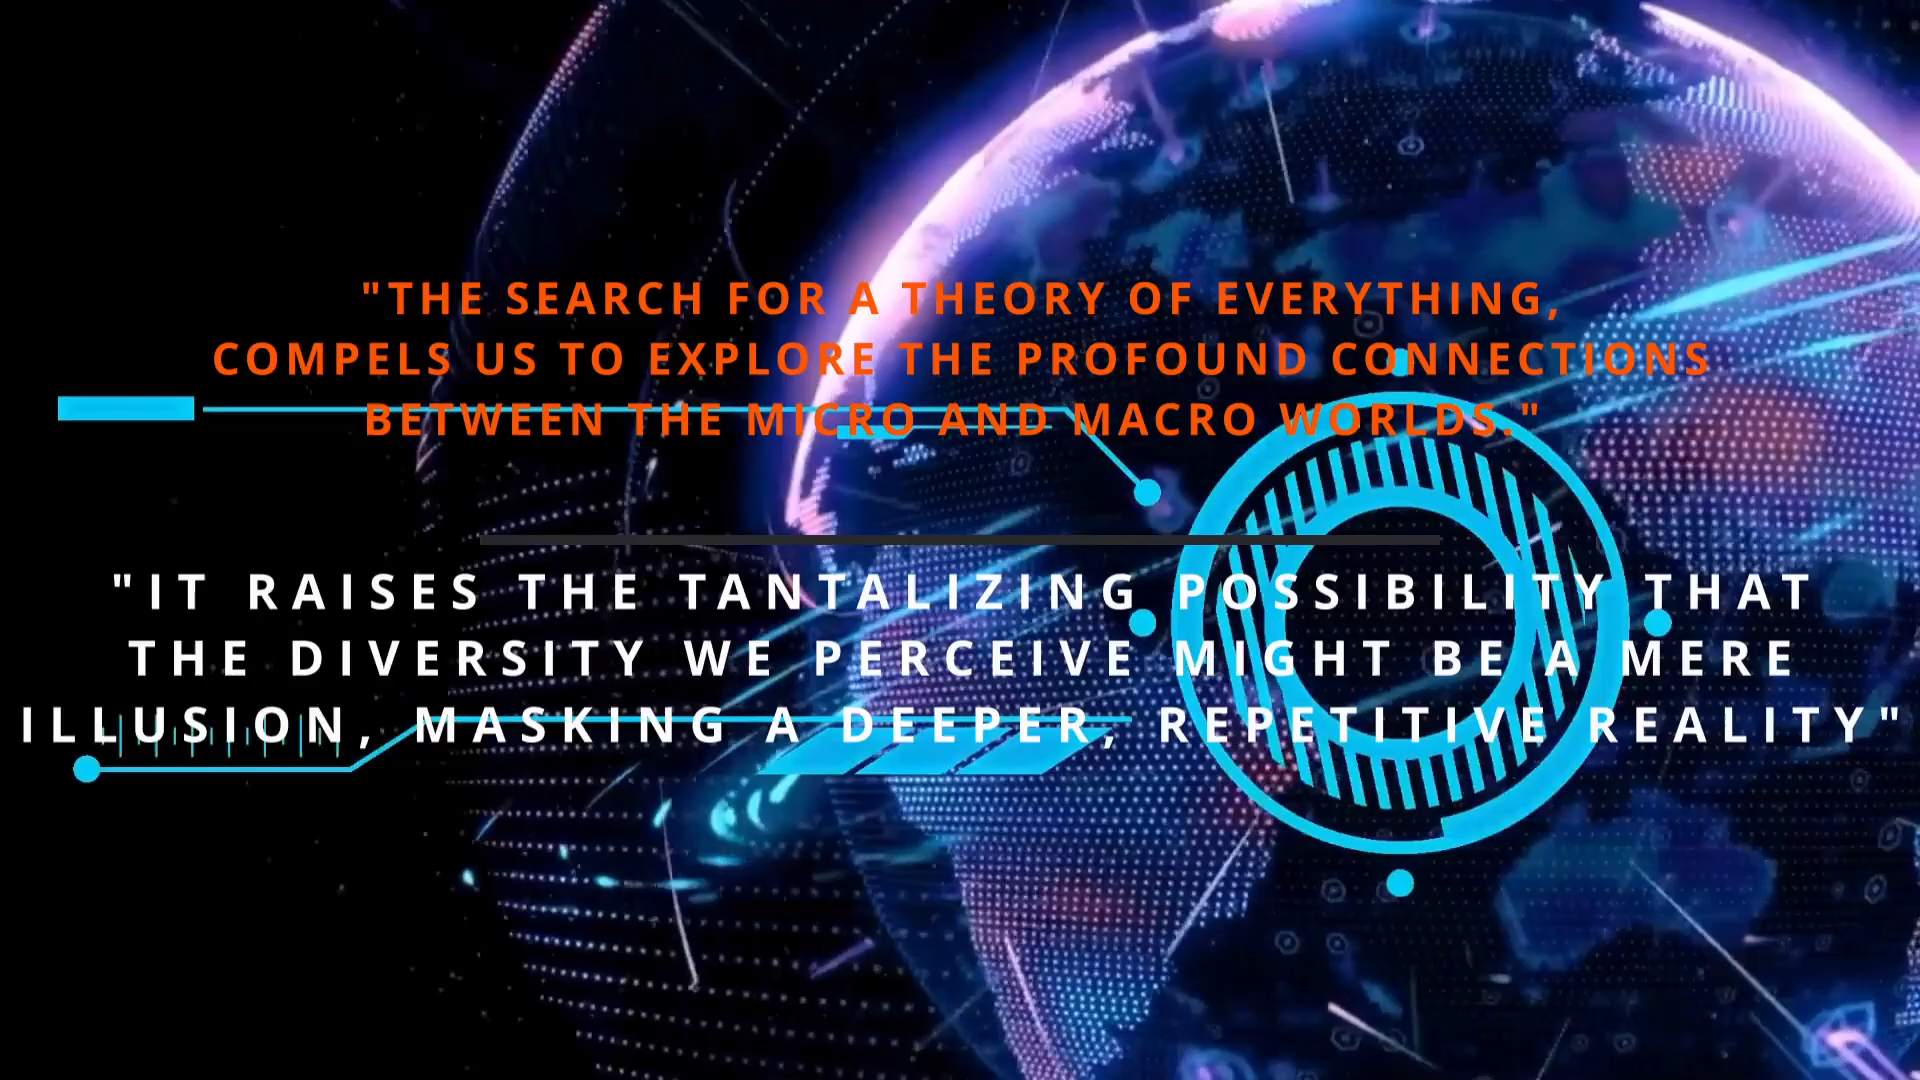 "THE SEARCH FOR A THEORY OF EVERYTHING,
COMPELS US TO EXPLORE THE PROFOUND CONNECTIONS
BETWEEN THE MICRO AND MACRO WORLDS."
"IT RAISES THE TANTALIZING POSSIBILITY THAT
THE DIVERSITY WE PERCEIVE MIGHT BE A MERE
ILLUSION, MASKING A DEEPER, REPETITIVE REALITY"